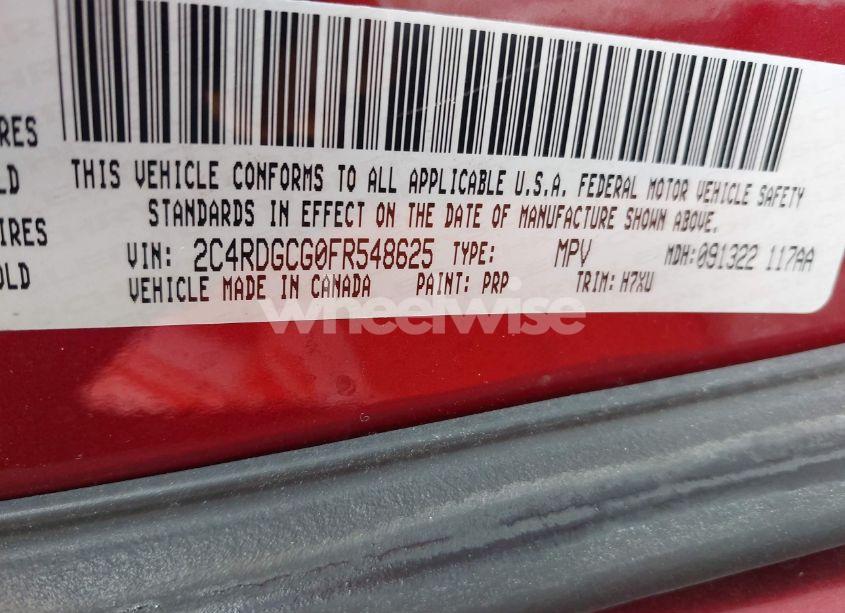 IRES
LD
THIS VEHICLE CONFORMS TO ALL APPLICABLE U.S.A. FEDERAL MOTOR VEHICLE SAFETY
STANDARDS IN EFFECT ON THE DATE OF MANUFACTURE SHOWN ABOVE.
IRES
OLD
VIN: 2C4RDGCG0FR548625 TYPE: MPV MDH:091322 117AA
VEHICLE MADE IN CANADA PAINT: PRP TRIM: H7XU
wheelwise